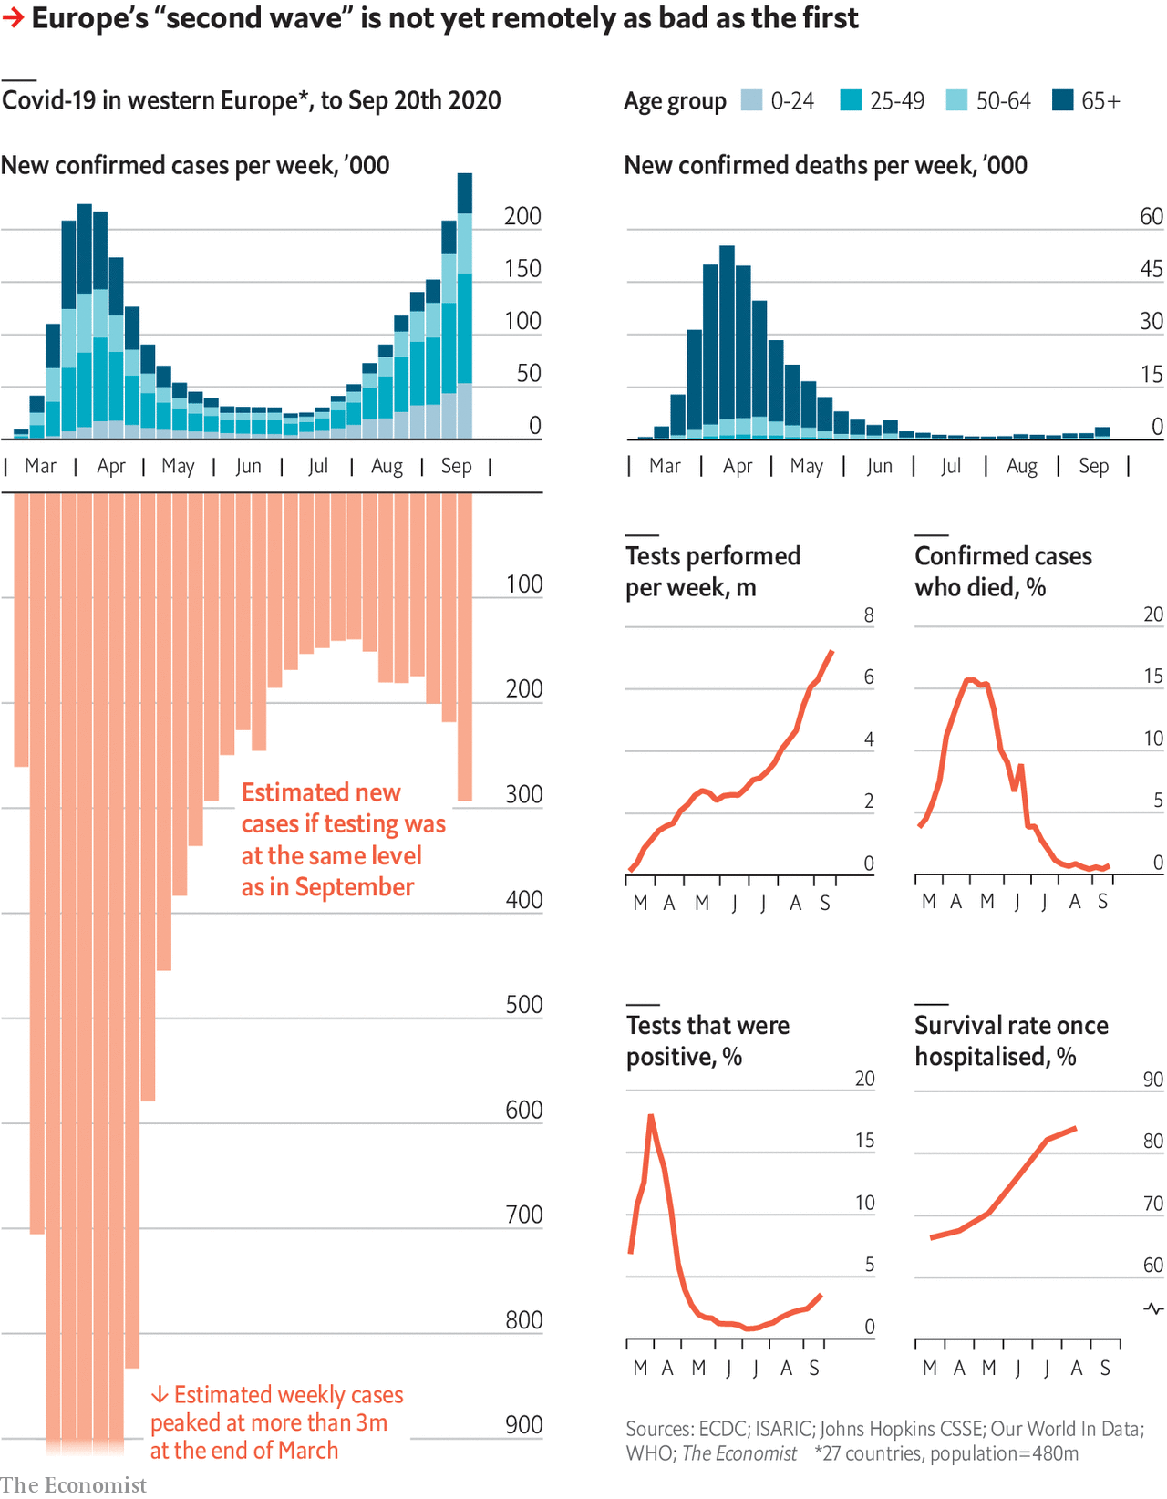 → Europe’s “second wave” is not yet remotely as bad as the first
Covid-19 in western Europe*, to Sep 20th 2020
Age group 0-24 25-49 50-64 65+
New confirmed cases per week, ’000
200
150
100
50
0
Mar Apr May Jun Jul Aug Sep
100
200
300
400
500
600
700
800
900
Estimated new
cases if testing was
at the same level
as in September
↓ Estimated weekly cases
peaked at more than 3m
at the end of March
New confirmed deaths per week, ’000
60
45
30
15
0
Mar Apr May Jun Jul Aug Sep
Tests performed
per week, m
8
6
4
2
0
M A M J J A S
Confirmed cases
who died, %
20
15
10
5
0
M A M J J A S
Tests that were
positive, %
20
15
10
5
0
M A M J J A S
Survival rate once
hospitalised, %
90
80
70
60
M A M J J A S
Sources: ECDC; ISARIC; Johns Hopkins CSSE; Our World In Data;
WHO; The Economist *27 countries, population=480m
The Economist